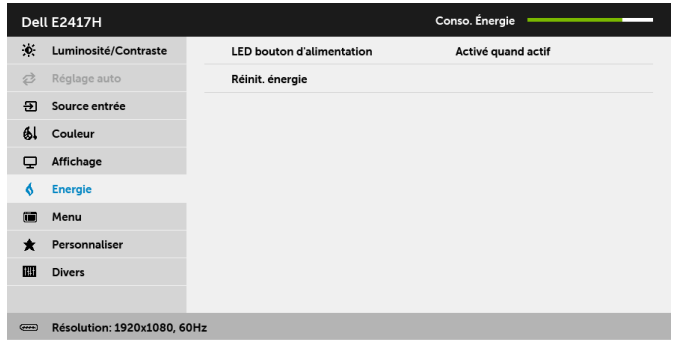 Dell E2417H Conso. Énergie
Luminosité/Contraste LED bouton d'alimentation Activé quand actif
Réglage auto Réinit. énergie
Source entrée
Couleur
Affichage
Energie
Menu
Personnaliser
Divers
Résolution: 1920x1080, 60Hz